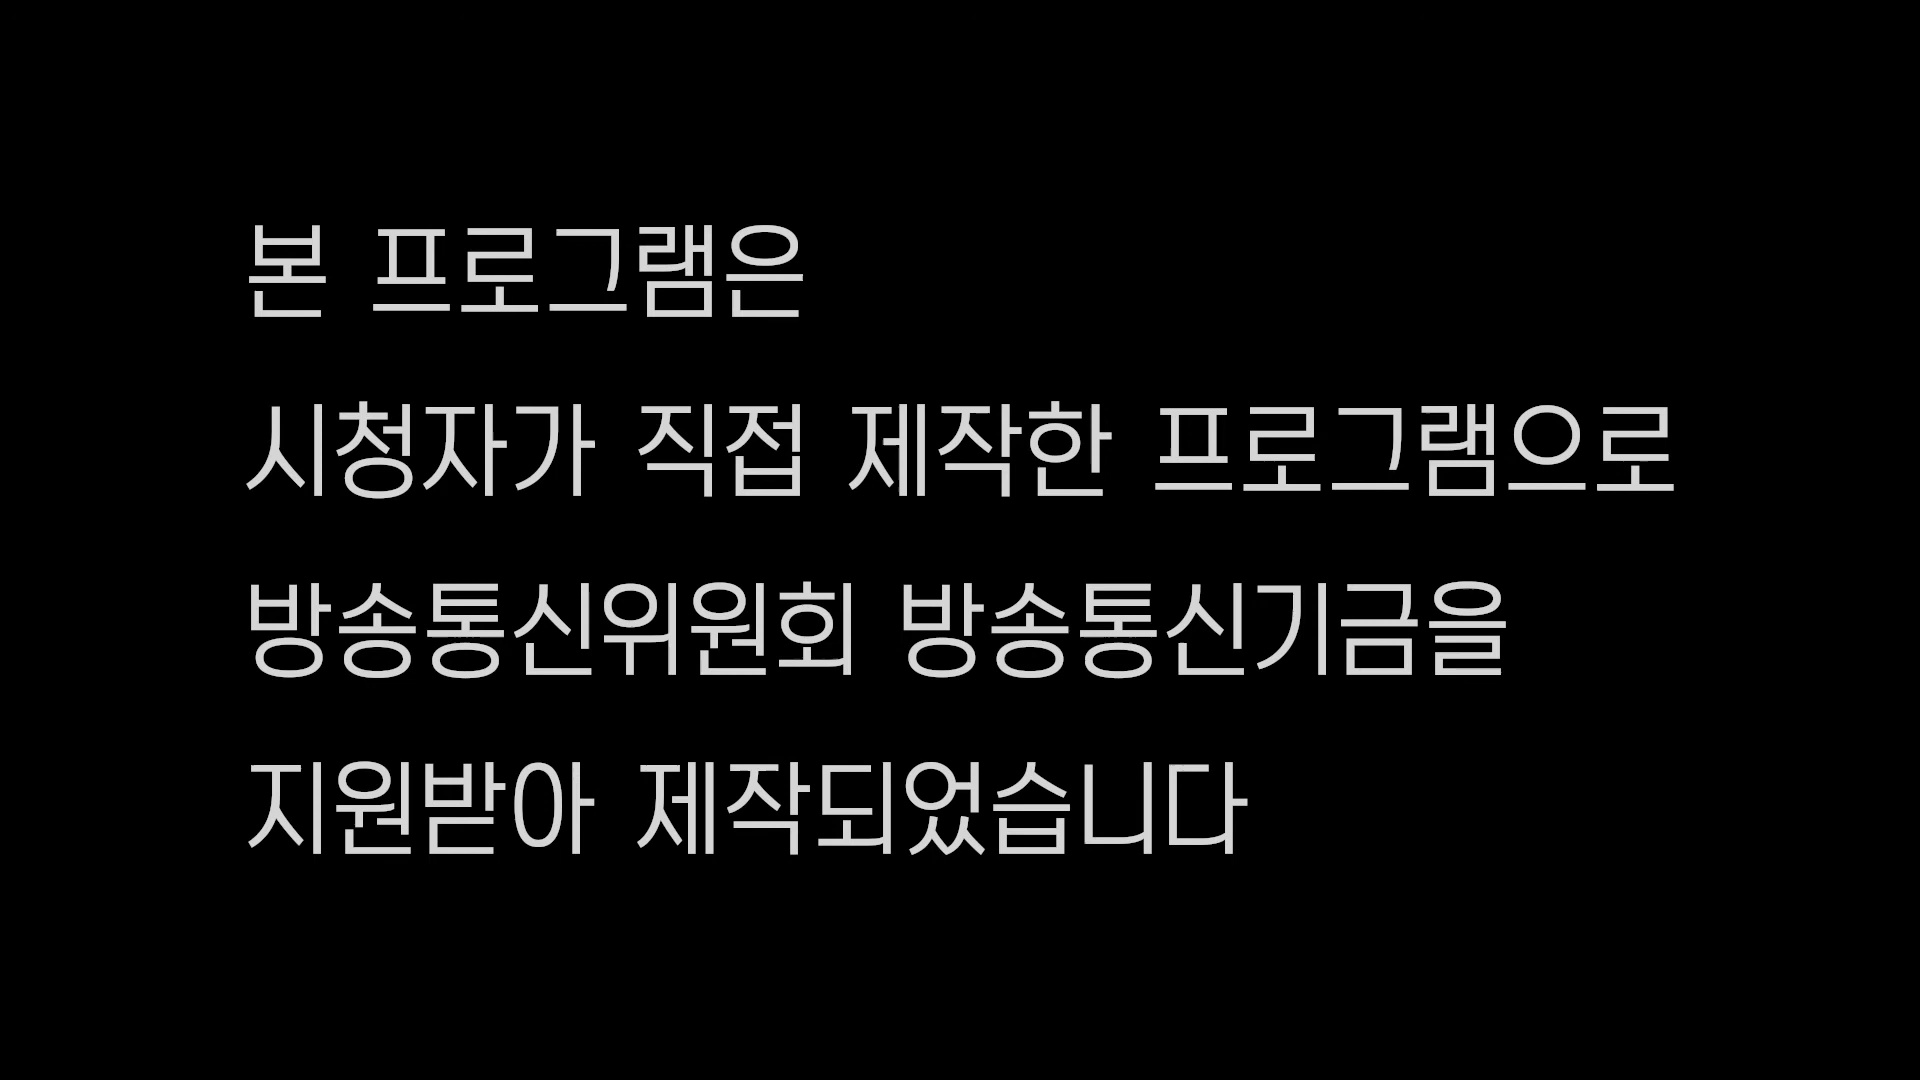 본 프로그램은
시청자가 직접 제작한 프로그램으로
방송통신위원회 방송통신기금을
지원받아 제작되었습니다